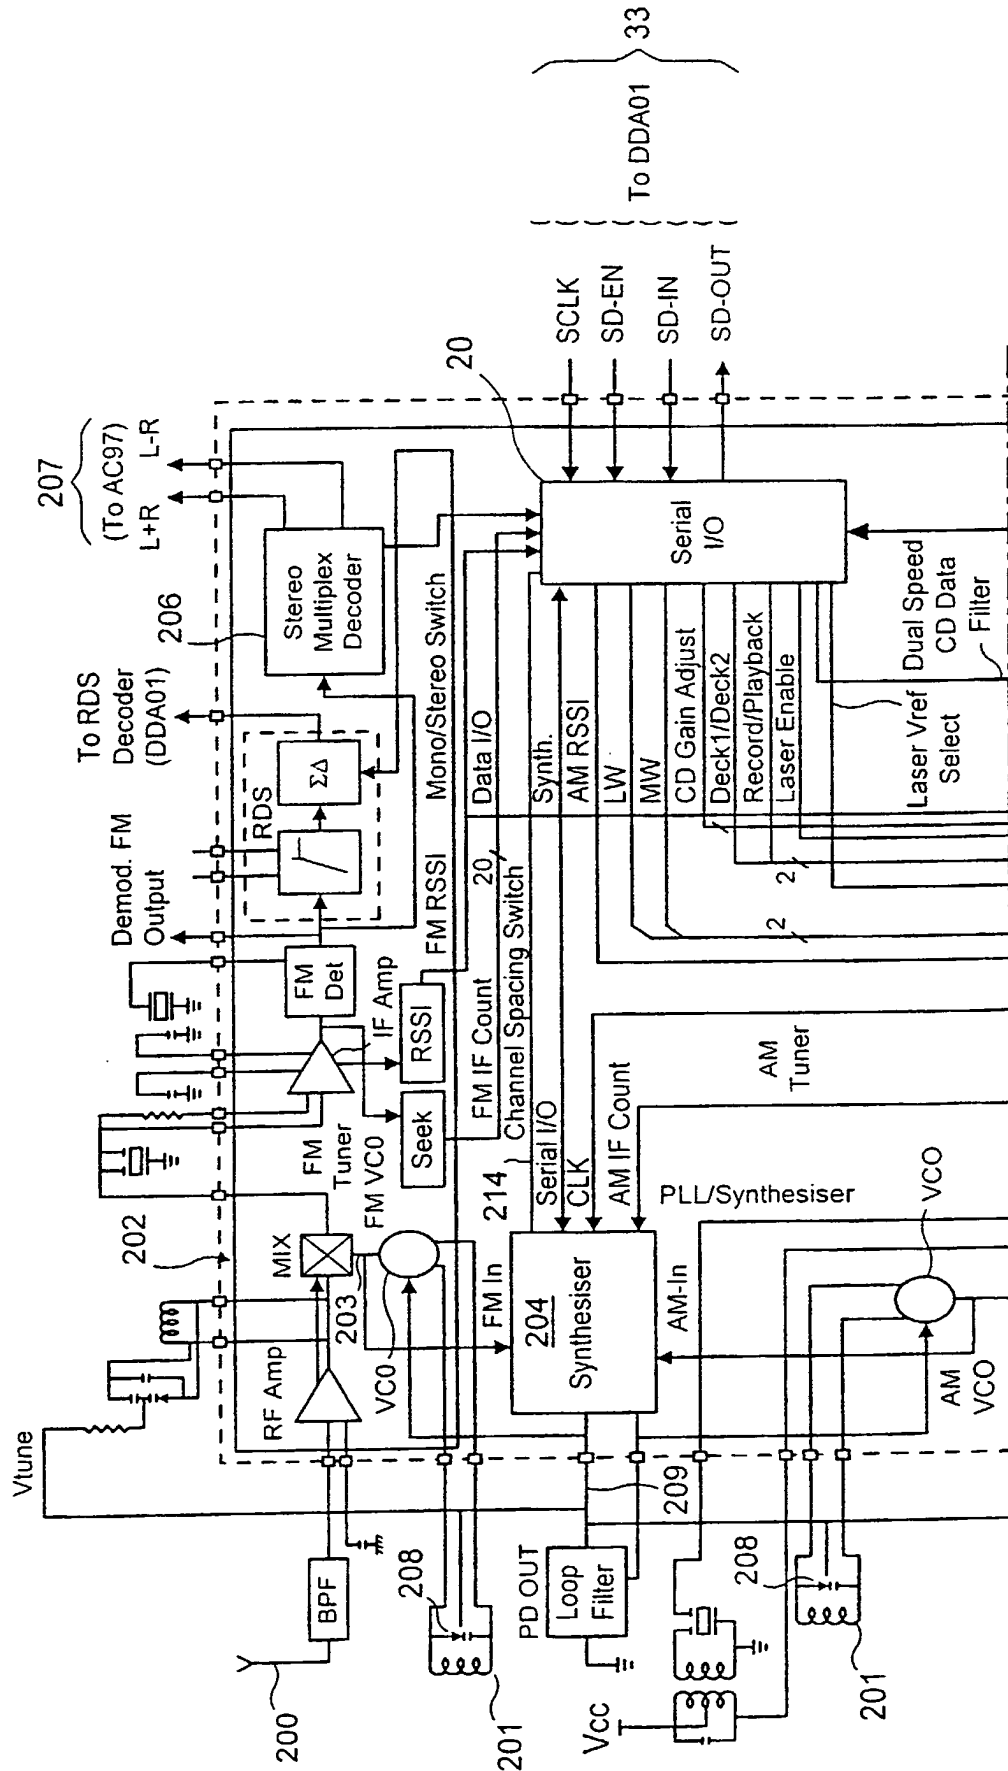 Vtune
200
BPF
RF Amp
MIX
202
203
VC0
FM VC0
FM
Tuner
IF Amp
FM
Det
Demod. FM
Output
RDS
ΣΔ
To RDS
Decoder
(DDA01)
206
Stereo
Multiplex
Decoder
207
(To AC97)
L+R
L-R
Seek
RSSI
FM RSSI
Mono/Stereo Switch
FM IF Count
20
Data I/O
208
201
FM In
214
Channel Spacing Switch
Synth.
Serial I/O
CLK
AM IF Count
AM RSSI
LW
MW
CD Gain Adjust
Deck1/Deck2
Record/Playback
Laser Enable
20
Serial
I/O
SCLK
SD-EN
SD-IN
SD-OUT
To DDA01
33
PD OUT
Loop
Filter
209
204
Synthesiser
AM-In
PLL/Synthesiser
AM
Tuner
2
2
Laser Vref
Select
Dual Speed
CD Data
Filter
Vcc
208
201
AM
VCO
VCO